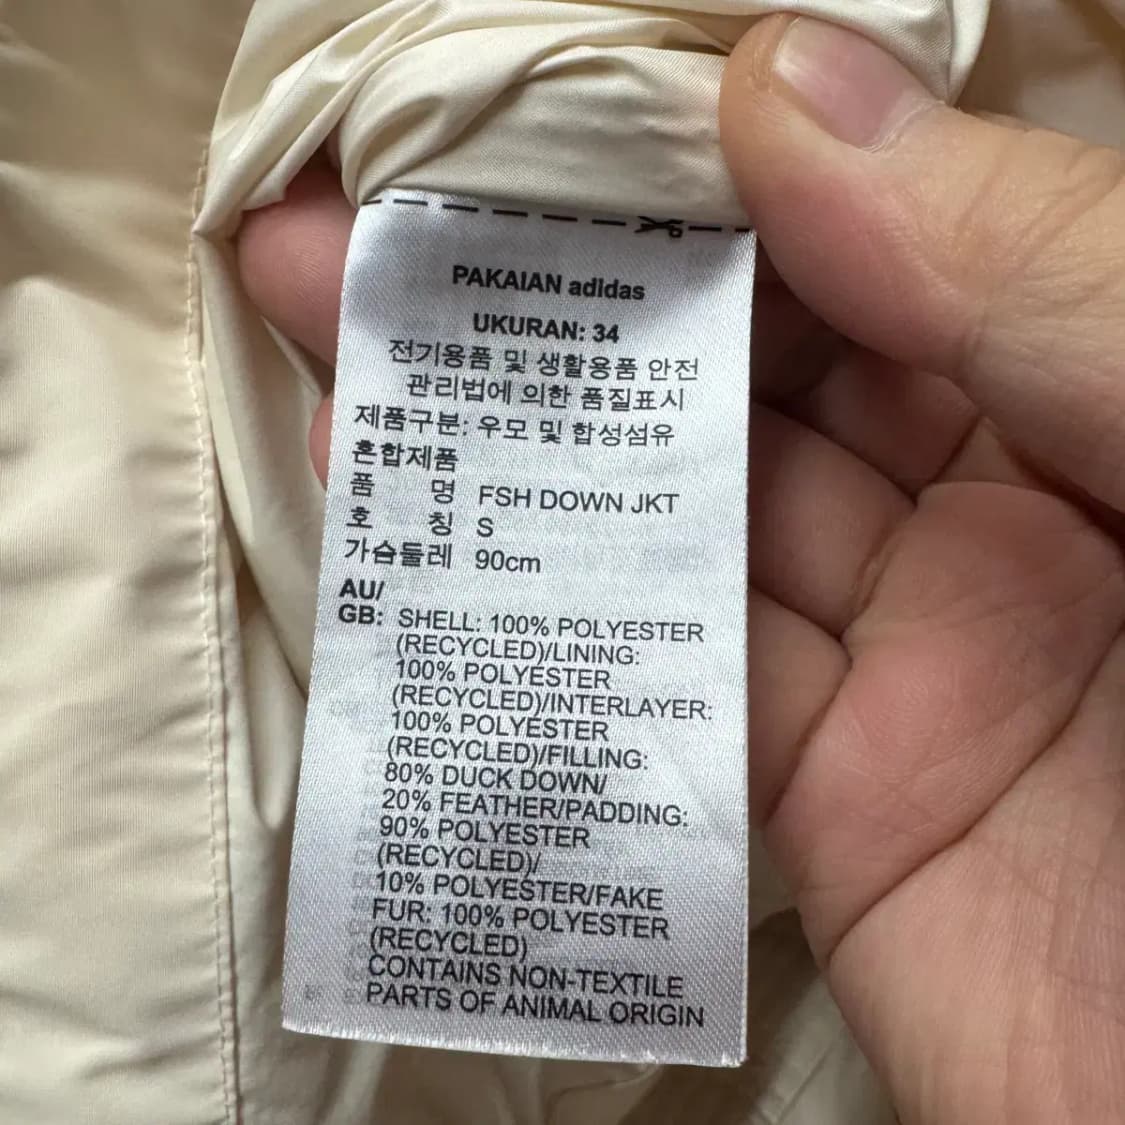 PAKAIAN adidas
UKURAN: 34
전기용품 및 생활용품 안전
관리법에 의한 품질표시
제품구분: 우모 및 합성섬유
혼합제품
품 명 FSH DOWN JKT
호 칭 S
가슴둘레 90cm
AU/
GB: SHELL: 100% POLYESTER
(RECYCLED)/LINING:
100% POLYESTER
(RECYCLED)/INTERLAYER:
100% POLYESTER
(RECYCLED)/FILLING:
80% DUCK DOWN/
20% FEATHER/PADDING:
90% POLYESTER
(RECYCLED)/
10% POLYESTER/FAKE
FUR: 100% POLYESTER
(RECYCLED)
CONTAINS NON-TEXTILE
PARTS OF ANIMAL ORIGIN